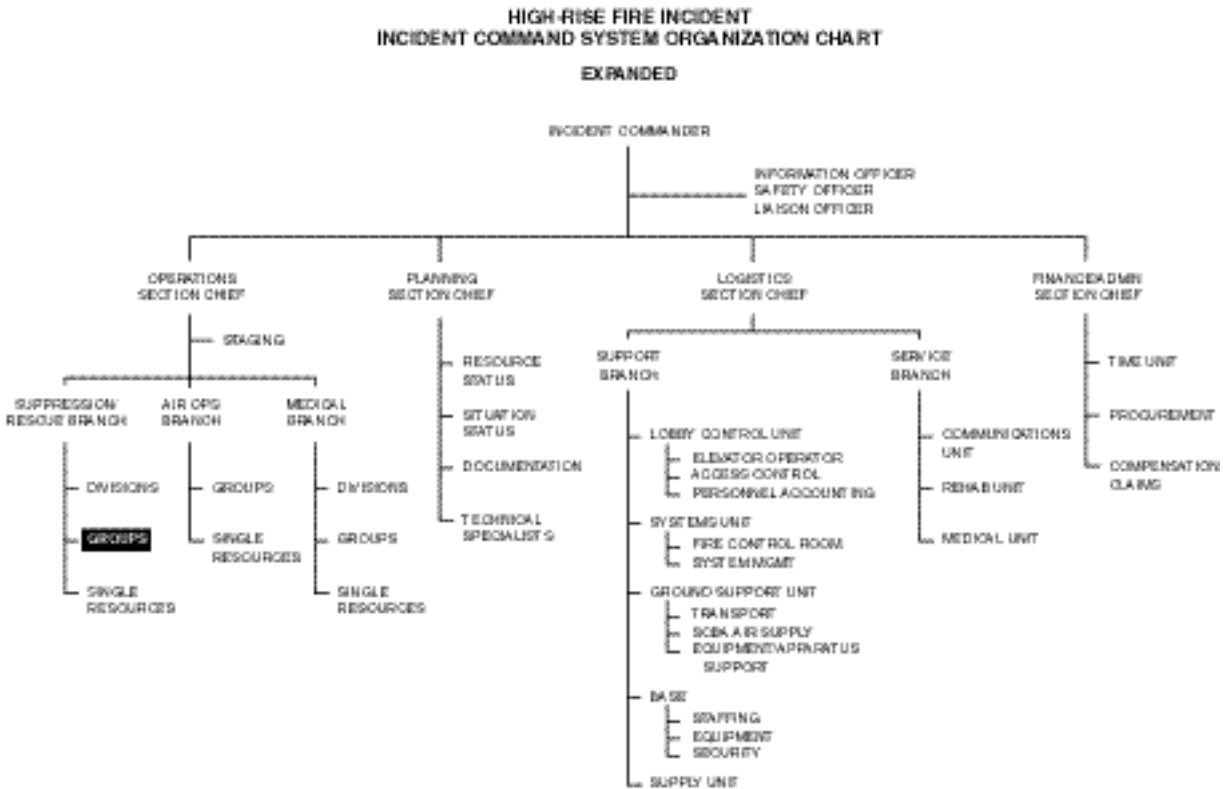 HIGH-RISE FIRE INCIDENT
INCIDENT COMMAND SYSTEM ORGANIZATION CHART
EXPANDED
INCIDENT COMMANDER
INFORMATION OFFICER
SAFETY OFFICER
LIAISON OFFICER
OPERATIONS
SECTION CHIEF
PLANNING
SECTION CHIEF
LOGISTICS
SECTION CHIEF
FINANCE/ADMIN
SECTION CHIEF
STAGING
SUPPRESSION/
RESCUE BRANCH
AIR OPS
BRANCH
MEDICAL
BRANCH
DIVISIONS
GROUPS
SINGLE
RESOURCES
GROUPS
SINGLE
RESOURCES
DIVISIONS
GROUPS
SINGLE
RESOURCES
RESOURCE
STATUS
SITUATION
STATUS
DOCUMENTATION
TECHNICAL
SPECIALISTS
SUPPORT
BRANCH
LOBBY CONTROL UNIT
ELEVATOR OPERATOR
ACCESS CONTROL
PERSONNEL ACCOUNTING
SYSTEMS UNIT
FIRE CONTROL ROOM
SYSTEM MGMT
GROUND SUPPORT UNIT
TRANSPORT
SCBA AIR SUPPLY
EQUIPMENT/APPARATUS
SUPPORT
BASE
STAFFING
EQUIPMENT
SECURITY
SUPPLY UNIT
SERVICE
BRANCH
COMMUNICATIONS
UNIT
REHAB UNIT
MEDICAL UNIT
TIME UNIT
PROCUREMENT
COMPENSATION
CLAIMS